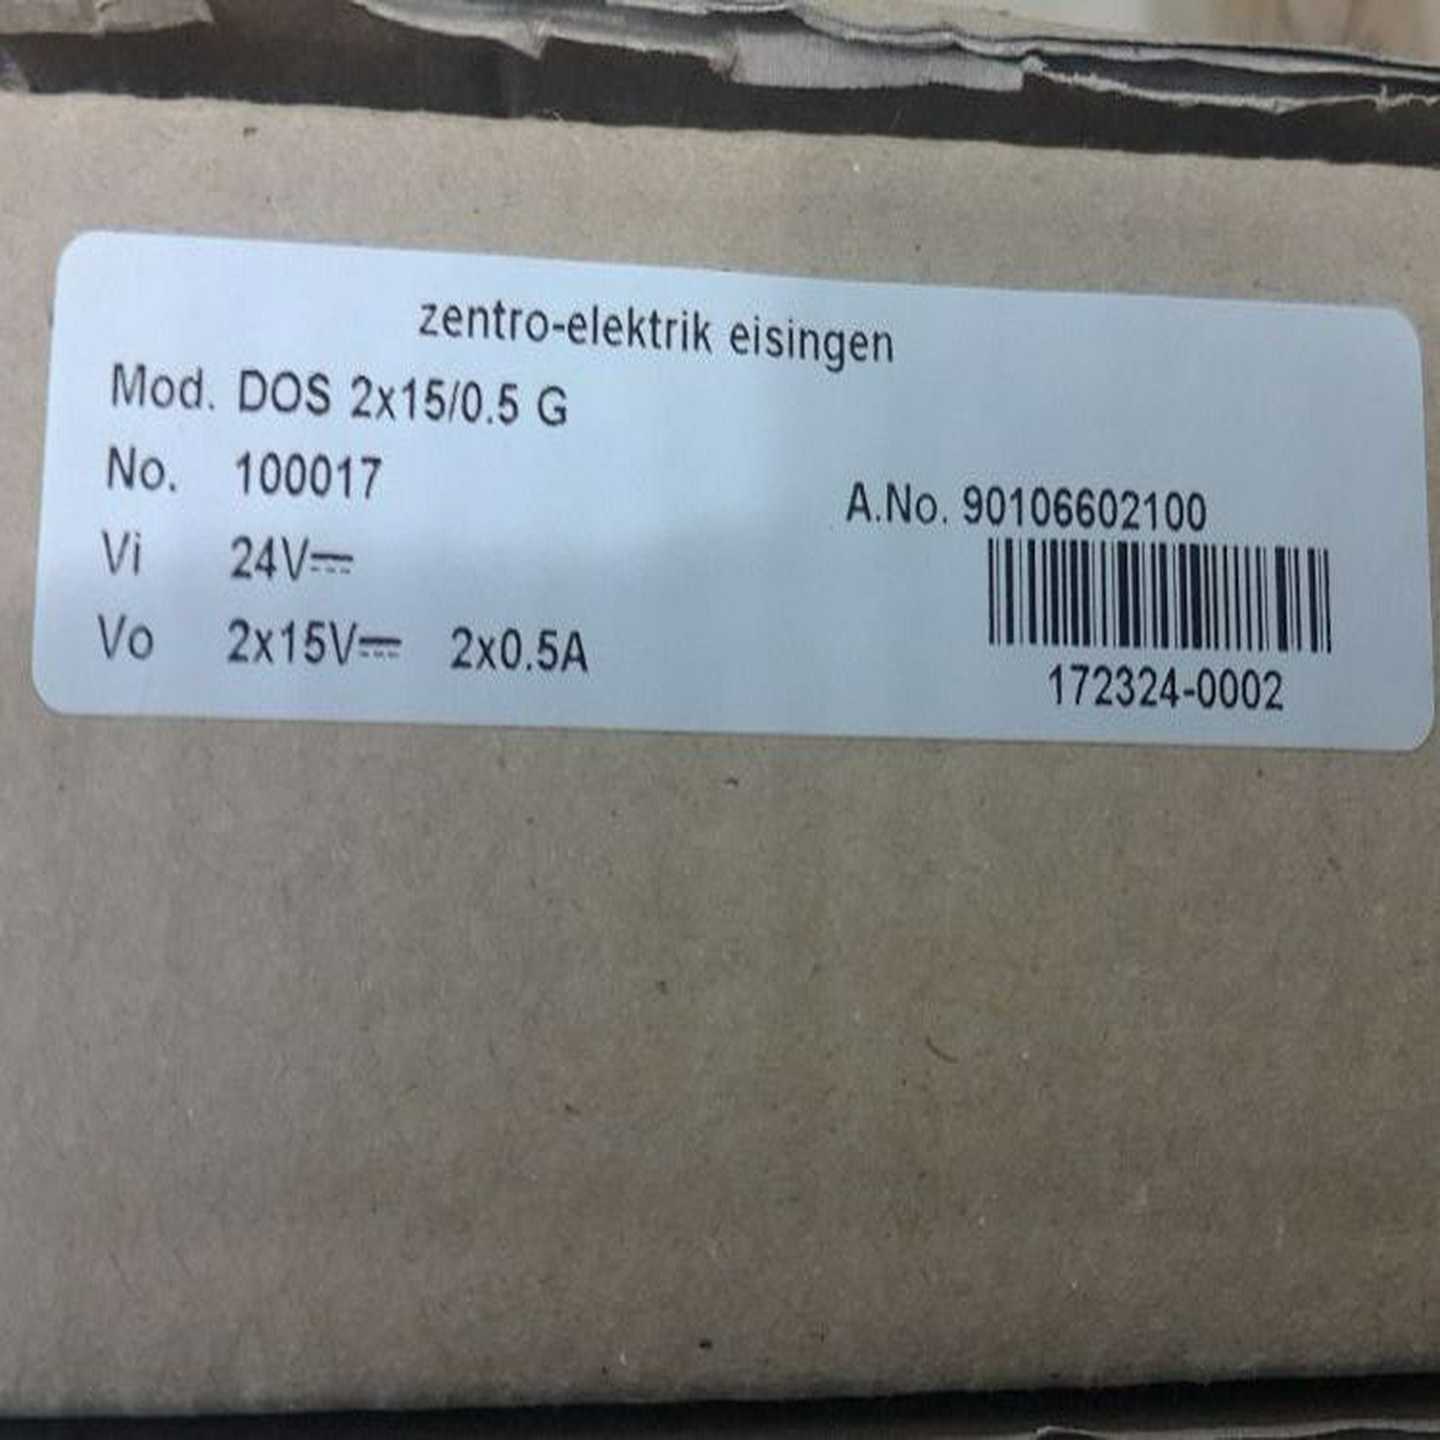 zentro-elektrik eisingen
Mod. DOS 2x15/0.5 G
No. 100017
A.No. 90106602100
Vi 24V⎓
Vo 2x15V⎓ 2x0.5A
172324-0002